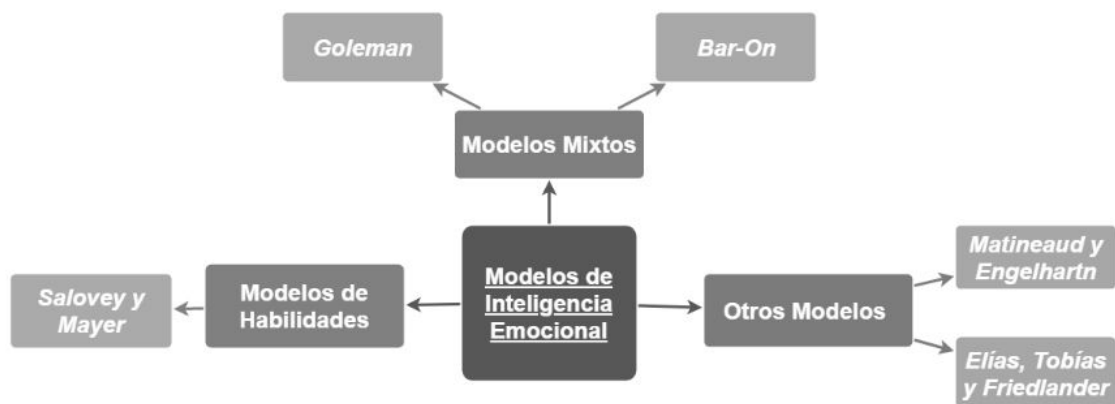 Goleman
Bar-On
Modelos Mixtos
Modelos de
Inteligencia
Emocional
Modelos de
Habilidades
Salovey y
Mayer
Otros Modelos
Matineaud y
Engelhartn
Elías, Tobías
y Friedlander